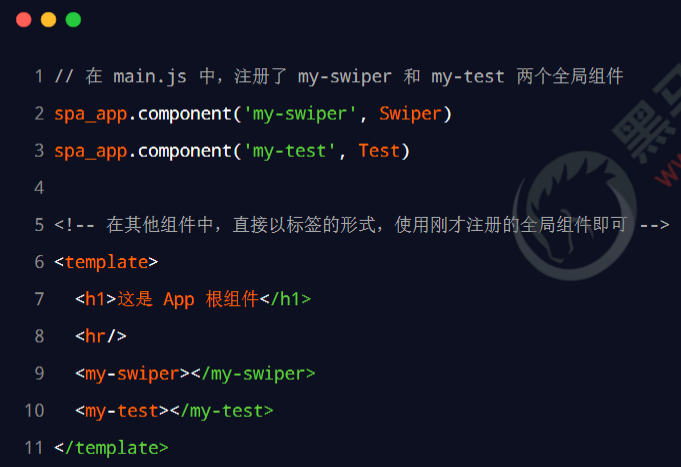 1 // 在 main.js 中，注册了 my-swiper 和 my-test 两个全局组件
2 spa_app.component('my-swiper', Swiper)
3 spa_app.component('my-test', Test)
4
5 <!-- 在其他组件中，直接以标签的形式，使用刚才注册的全局组件即可 -->
6 <template>
7   <h1>这是 App 根组件</h1>
8   <hr/>
9   <my-swiper></my-swiper>
10   <my-test></my-test>
11 </template>
黑马